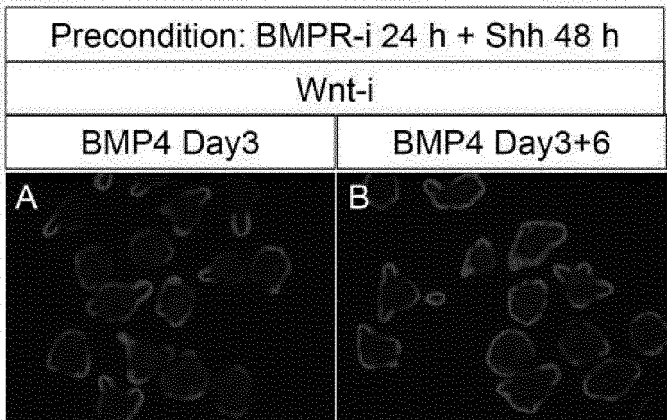 Precondition: BMPR-i 24 h + Shh 48 h
Wnt-i
BMP4 Day3
BMP4 Day3+6
A
B